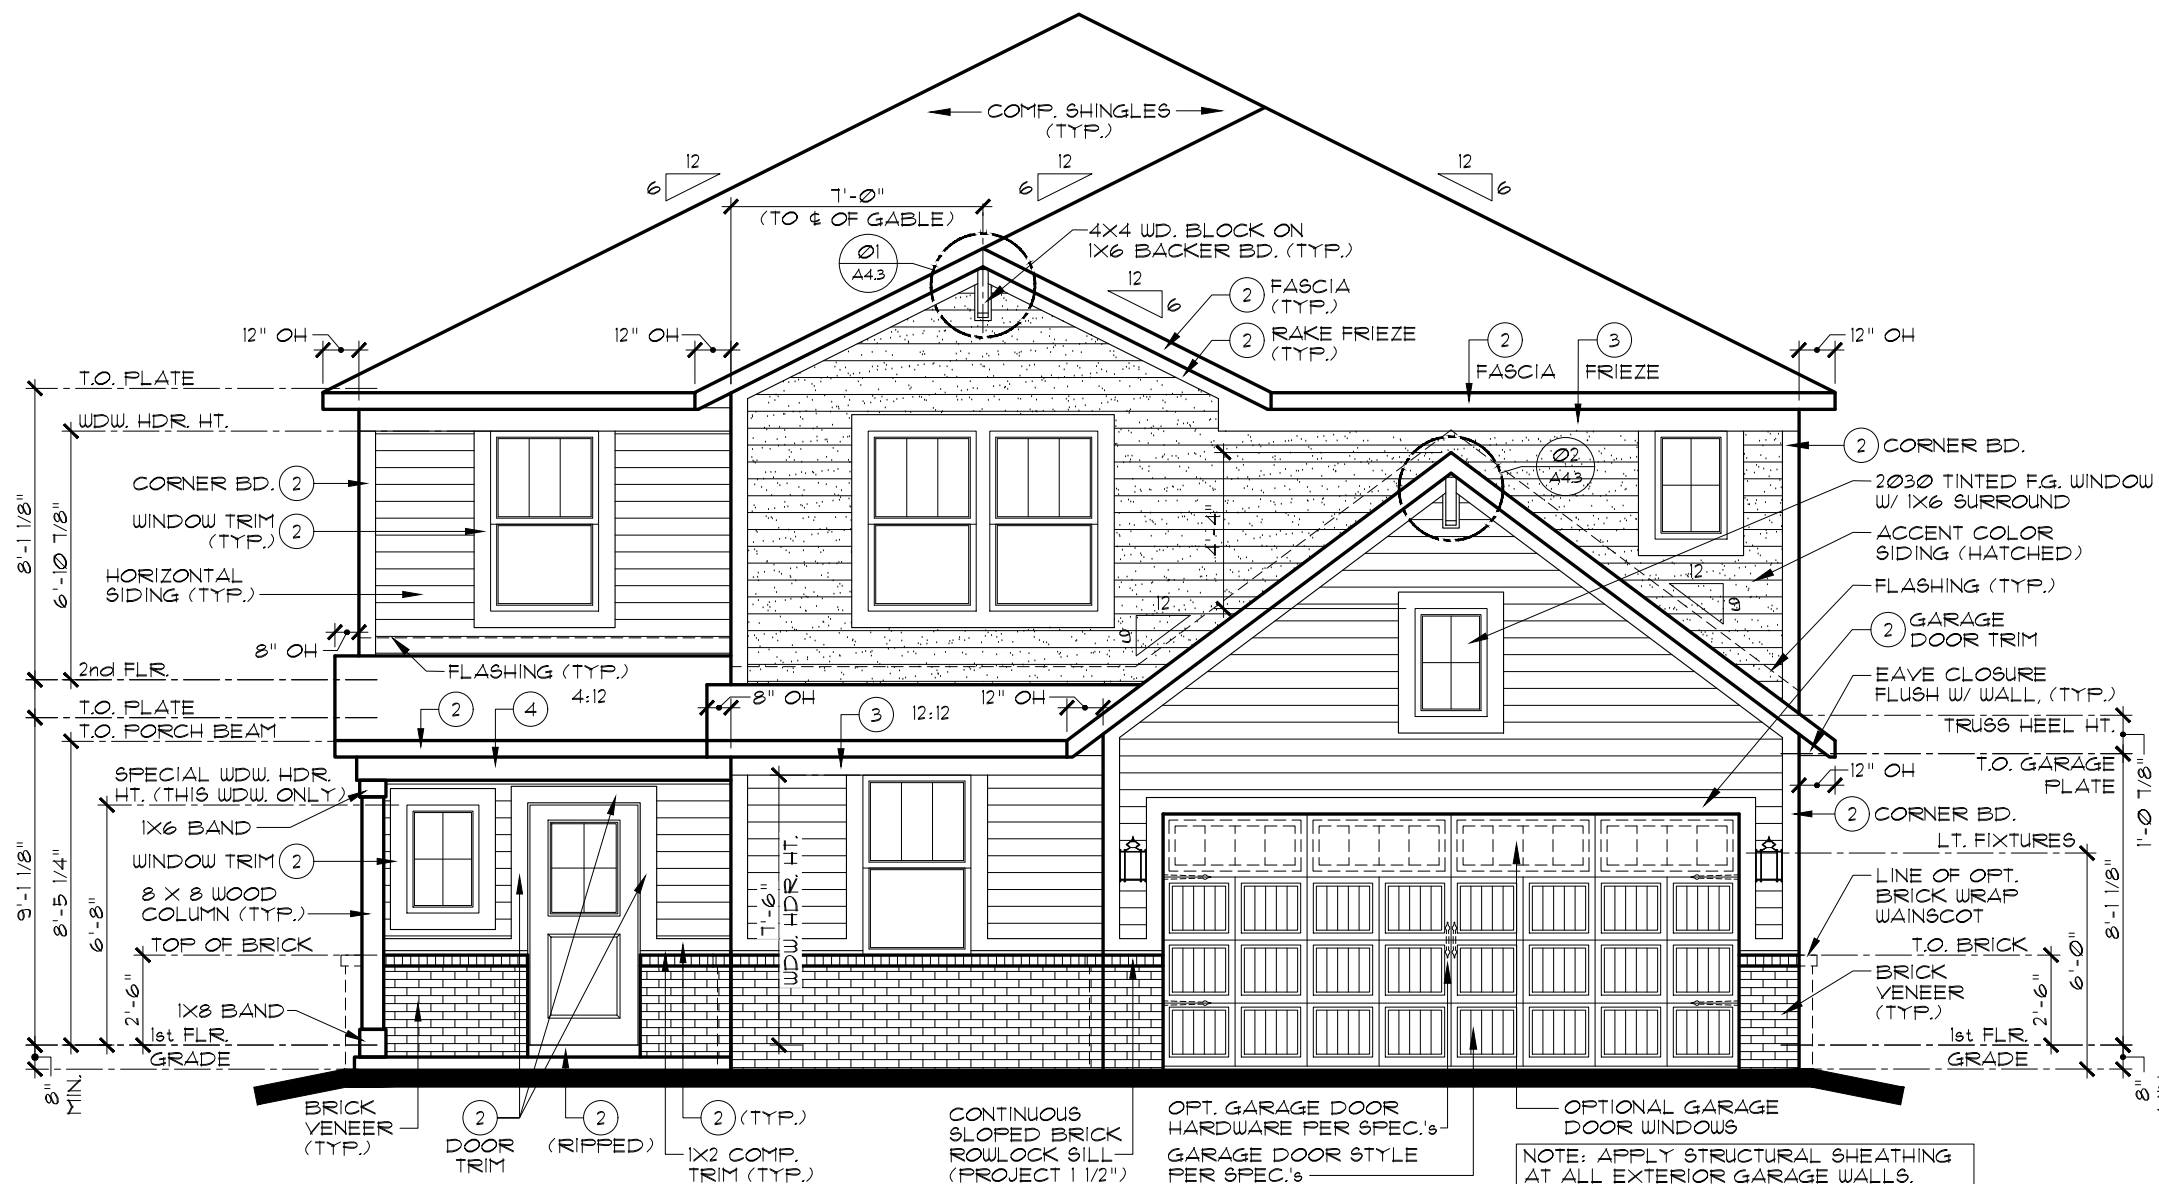 COMP. SHINGLES
(TYP.)
12
6
12
6
12
6
7'-0"
(TO ℄ OF GABLE)
01
A4.3
4X4 WD. BLOCK ON
1X6 BACKER BD. (TYP.)
12
6
2 FASCIA
(TYP.)
2 RAKE FRIEZE
(TYP.)
12" OH
12" OH
2
FASCIA
3
FRIEZE
12" OH
T.O. PLATE
WDW. HDR. HT.
CORNER BD. 2
WINDOW TRIM
(TYP.) 2
HORIZONTAL
SIDING (TYP.)
8" OH
2nd FLR.
8'-1 1/8"
6'-10 7/8"
FLASHING (TYP.)
4:12
T.O. PLATE
T.O. PORCH BEAM
2
4
8" OH
3
12:12
12" OH
4'-4"
12
9
02
A4.3
12
9
2 CORNER BD.
2030 TINTED F.G. WINDOW
W/ 1X6 SURROUND
ACCENT COLOR
SIDING (HATCHED)
FLASHING (TYP.)
2 GARAGE
DOOR TRIM
EAVE CLOSURE
FLUSH W/ WALL, (TYP.)
TRUSS HEEL HT.
T.O. GARAGE
PLATE
12" OH
2 CORNER BD.
LT. FIXTURES
LINE OF OPT.
BRICK WRAP
WAINSCOT
T.O. BRICK
BRICK
VENEER
(TYP.)
1st FLR.
GRADE
1'-0 7/8"
8'-1 1/8"
6'-0"
2'-6"
8"
SPECIAL WDW. HDR.
HT. (THIS WDW. ONLY)
1X6 BAND
WINDOW TRIM 2
8 X 8 WOOD
COLUMN (TYP.)
TOP OF BRICK
1X8 BAND
1st FLR.
GRADE
9'-1 1/8"
8'-5 1/4"
6'-8"
2'-6"
8"
MIN.
7'-6"
WDW. HDR. HT.
BRICK
VENEER
(TYP.)
2
DOOR
TRIM
2
(RIPPED)
2 (TYP.)
1X2 COMP.
TRIM (TYP.)
CONTINUOUS
SLOPED BRICK
ROWLOCK SILL
(PROJECT 1 1/2")
OPT. GARAGE DOOR
HARDWARE PER SPEC.'s
GARAGE DOOR STYLE
PER SPEC.'s
OPTIONAL GARAGE
DOOR WINDOWS
NOTE: APPLY STRUCTURAL SHEATHING
AT ALL EXTERIOR GARAGE WALLS.